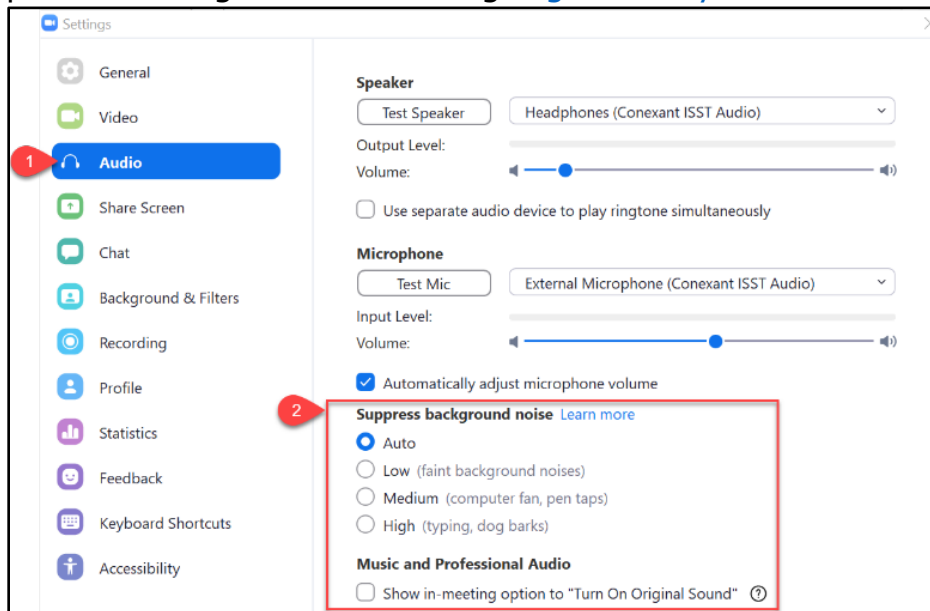 Settings
General
Video
1
Audio
Share Screen
Chat
Background & Filters
Recording
Profile
Statistics
Feedback
Keyboard Shortcuts
Accessibility
Speaker
Test Speaker Headphones (Conexant ISST Audio)
Output Level:
Volume:
Use separate audio device to play ringtone simultaneously
Microphone
Test Mic External Microphone (Conexant ISST Audio)
Input Level:
Volume:
Automatically adjust microphone volume
2
Suppress background noise Learn more
Auto
Low (faint background noises)
Medium (computer fan, pen taps)
High (typing, dog barks)
Music and Professional Audio
Show in-meeting option to "Turn On Original Sound" ?